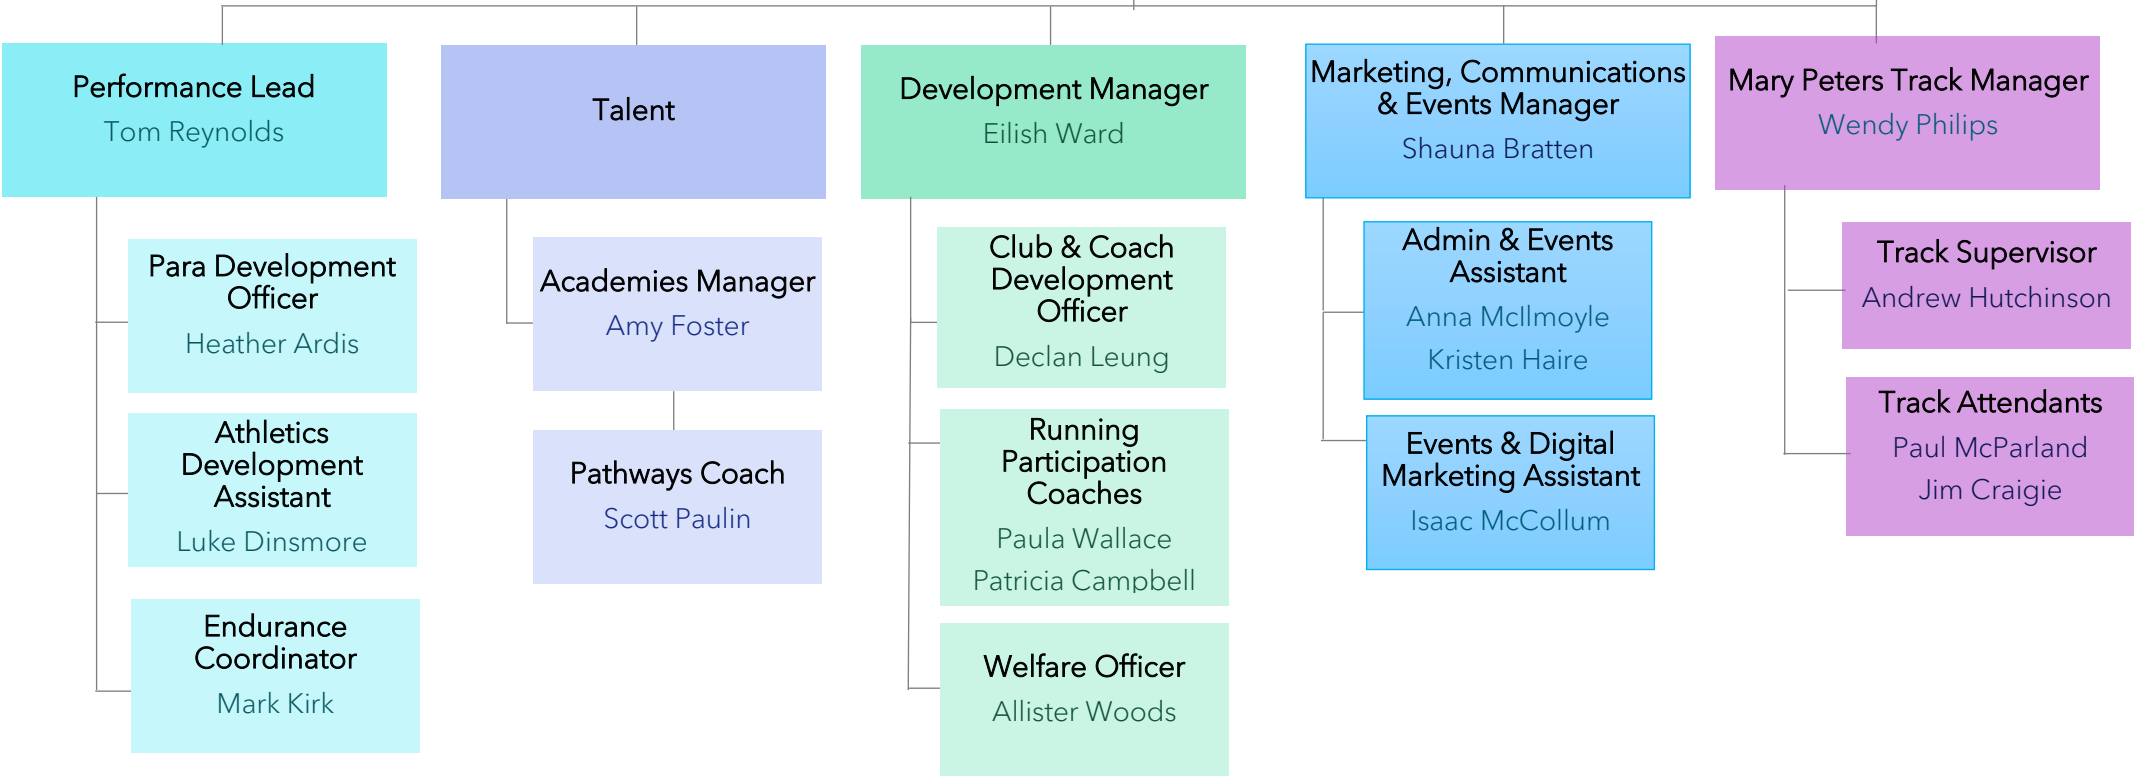 Performance Lead
Tom Reynolds
Talent
Development Manager
Eilish Ward
Marketing, Communications
& Events Manager
Shauna Bratten
Mary Peters Track Manager
Wendy Philips
Para Development
Officer
Heather Ardis
Athletics
Development
Assistant
Luke Dinsmore
Endurance
Coordinator
Mark Kirk
Academies Manager
Amy Foster
Pathways Coach
Scott Paulin
Club & Coach
Development
Officer
Declan Leung
Running
Participation
Coaches
Paula Wallace
Patricia Campbell
Welfare Officer
Allister Woods
Admin & Events
Assistant
Anna McIlmoyle
Kristen Haire
Events & Digital
Marketing Assistant
Isaac McCollum
Track Supervisor
Andrew Hutchinson
Track Attendants
Paul McParland
Jim Craigie